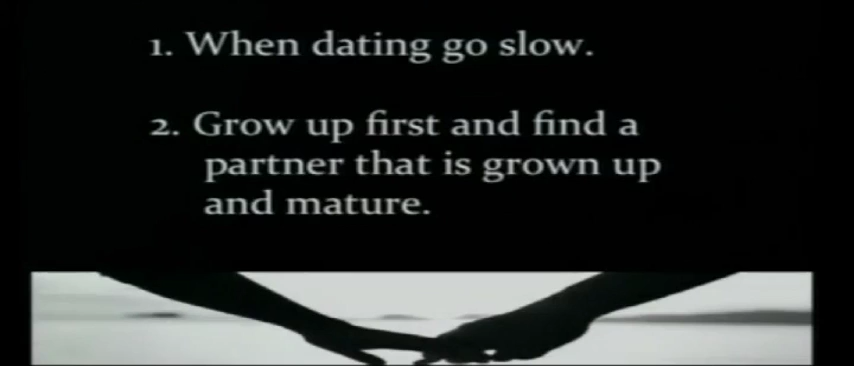 1. When dating go slow.
2. Grow up first and find a
partner that is grown up
and mature.